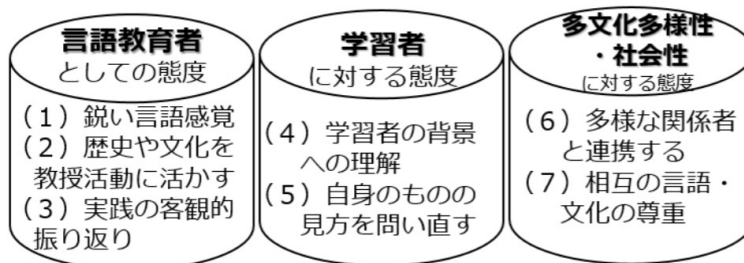 言語教育者
としての態度
（１）鋭い言語感覚
（２）歴史や文化を
教授活動に活かす
（３）実践の客観的
振り返り
学習者
に対する態度
（４）学習者の背景
への理解
（５）自身のものの
見方を問い直す
多文化多様性
・社会性
に対する態度
（６）多様な関係者
と連携する
（７）相互の言語・
文化の尊重